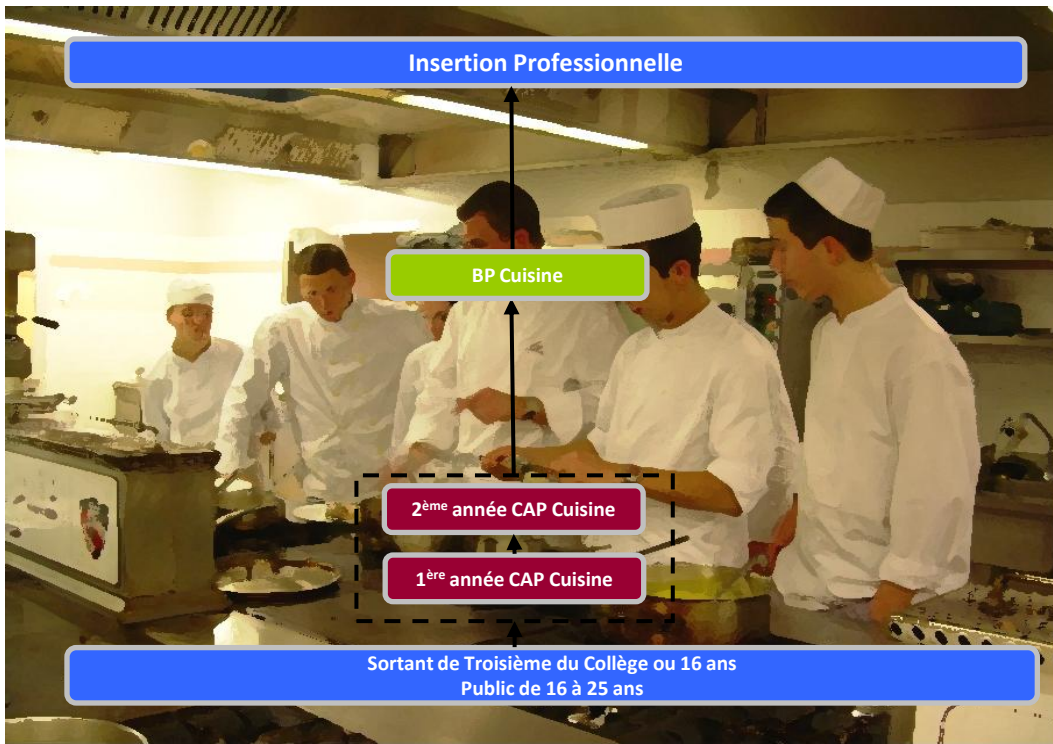 Insertion Professionnelle
BP Cuisine
2ème année CAP Cuisine
1ère année CAP Cuisine
Sortant de Troisième du Collège ou 16 ans
Public de 16 à 25 ans